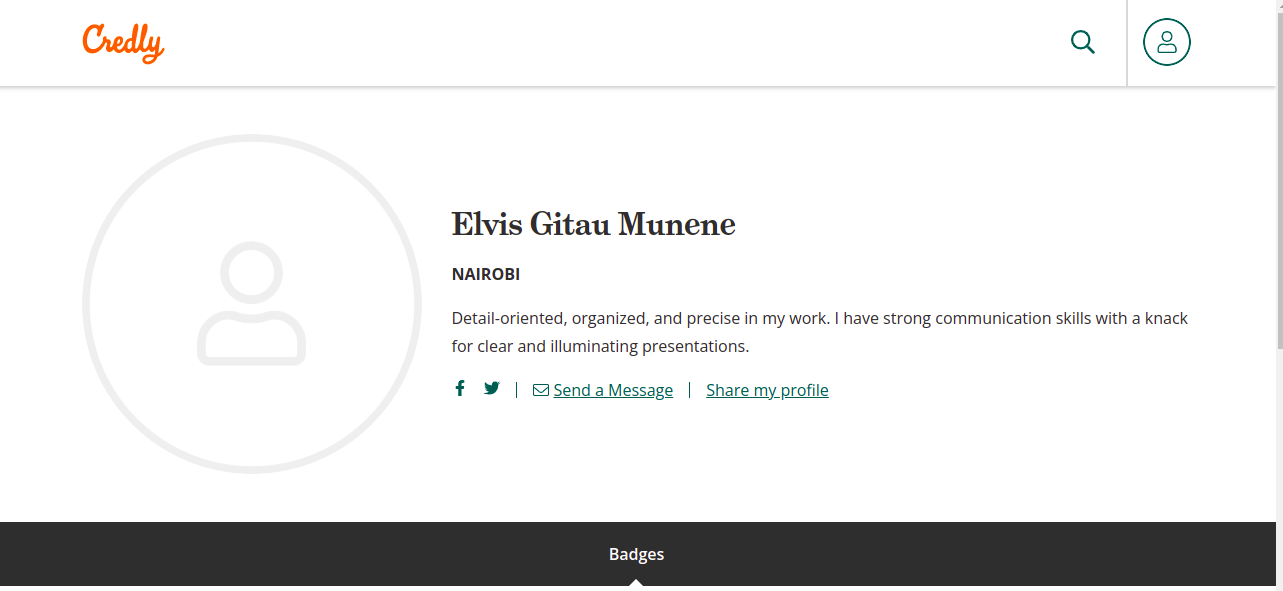 Credly
Elvis Gitau Munene
NAIROBI
Detail-oriented, organized, and precise in my work. I have strong communication skills with a knack
for clear and illuminating presentations.
Send a Message | Share my profile
Badges